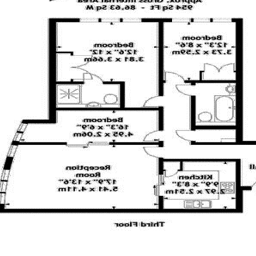 Approx. Gross Internal Area
934 Sq Ft - 86.63 Sq M
Bedroom
12'6 x 12'
3.81 x 3.66m
Bedroom
12'3 x 8'6
3.73 x 2.59m
Bedroom
16'3 x 6'9
4.95 x 2.06m
Reception
Room
17'9 x 13'6
5.41 x 4.11m
Kitchen
9'9 x 8'3
2.97 x 2.51m
Third Floor